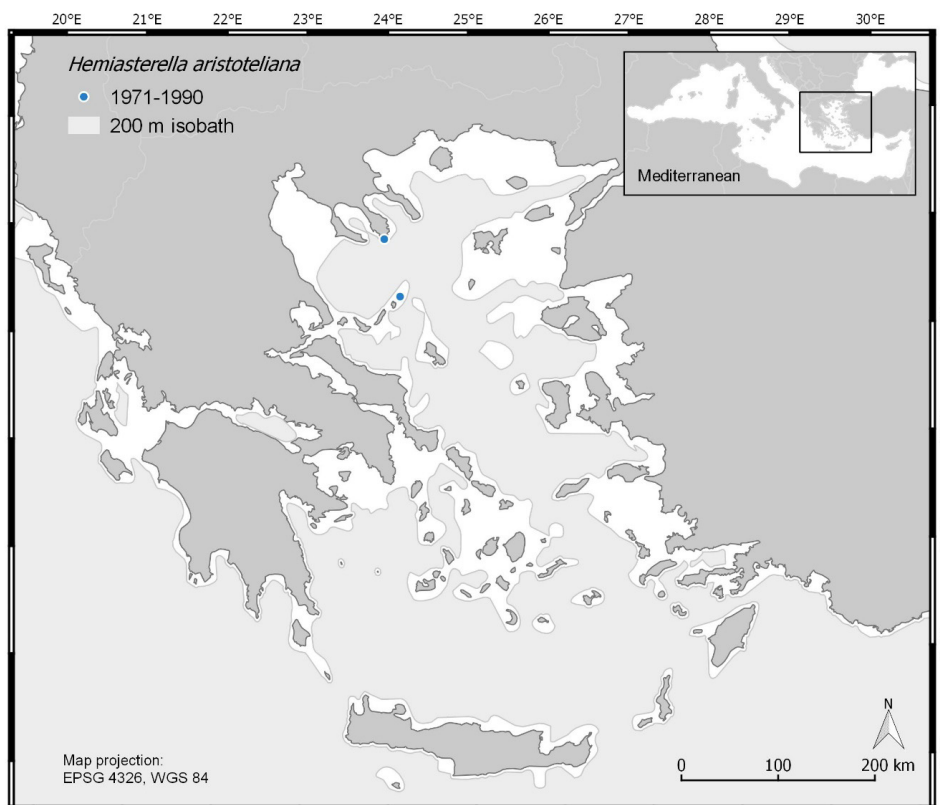 20°E 21°E 22°E 23°E 24°E 25°E 26°E 27°E 28°E 29°E 30°E
Hemiasterella aristoteliana
1971-1990
200 m isobath
Mediterranean
N
Map projection:
EPSG 4326, WGS 84
0 100 200 km